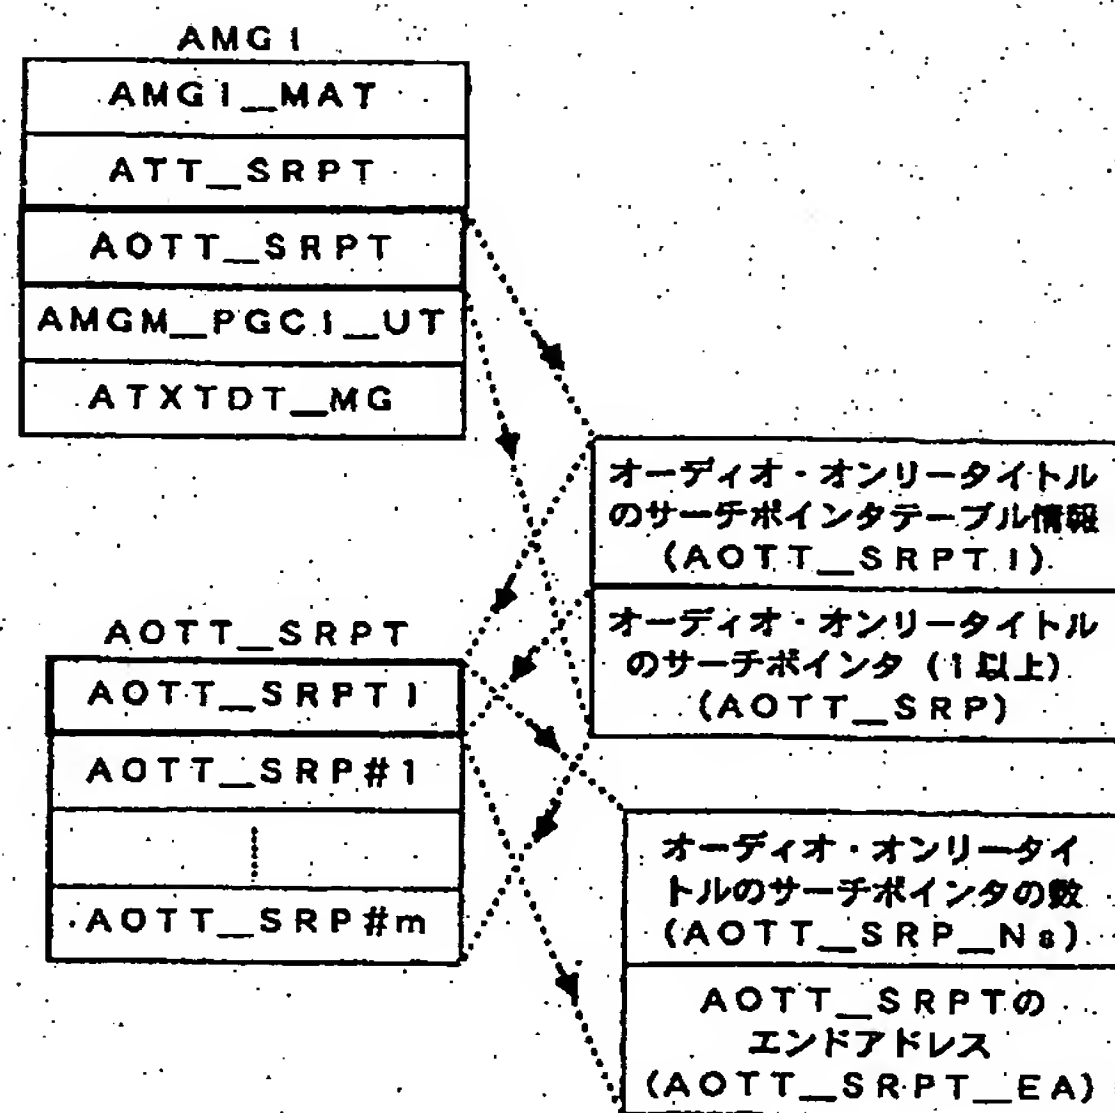 AMGI
AMGI_MAT
ATT_SRPT
AOTT_SRPT
AMGM_PGCI_UT
ATXTDT_MG
オーディオ・オンリータイトル
のサーチポインタテーブル情報
(AOTT_SRPTI)
オーディオ・オンリータイトル
のサーチポインタ(1以上)
(AOTT_SRP)
AOTT_SRPT
AOTT_SRPTI
AOTT_SRP#1
AOTT_SRP#m
オーディオ・オンリータイ
トルのサーチポインタの数
(AOTT_SRP_Ns)
AOTT_SRPTの
エンドアドレス
(AOTT_SRPT_EA)